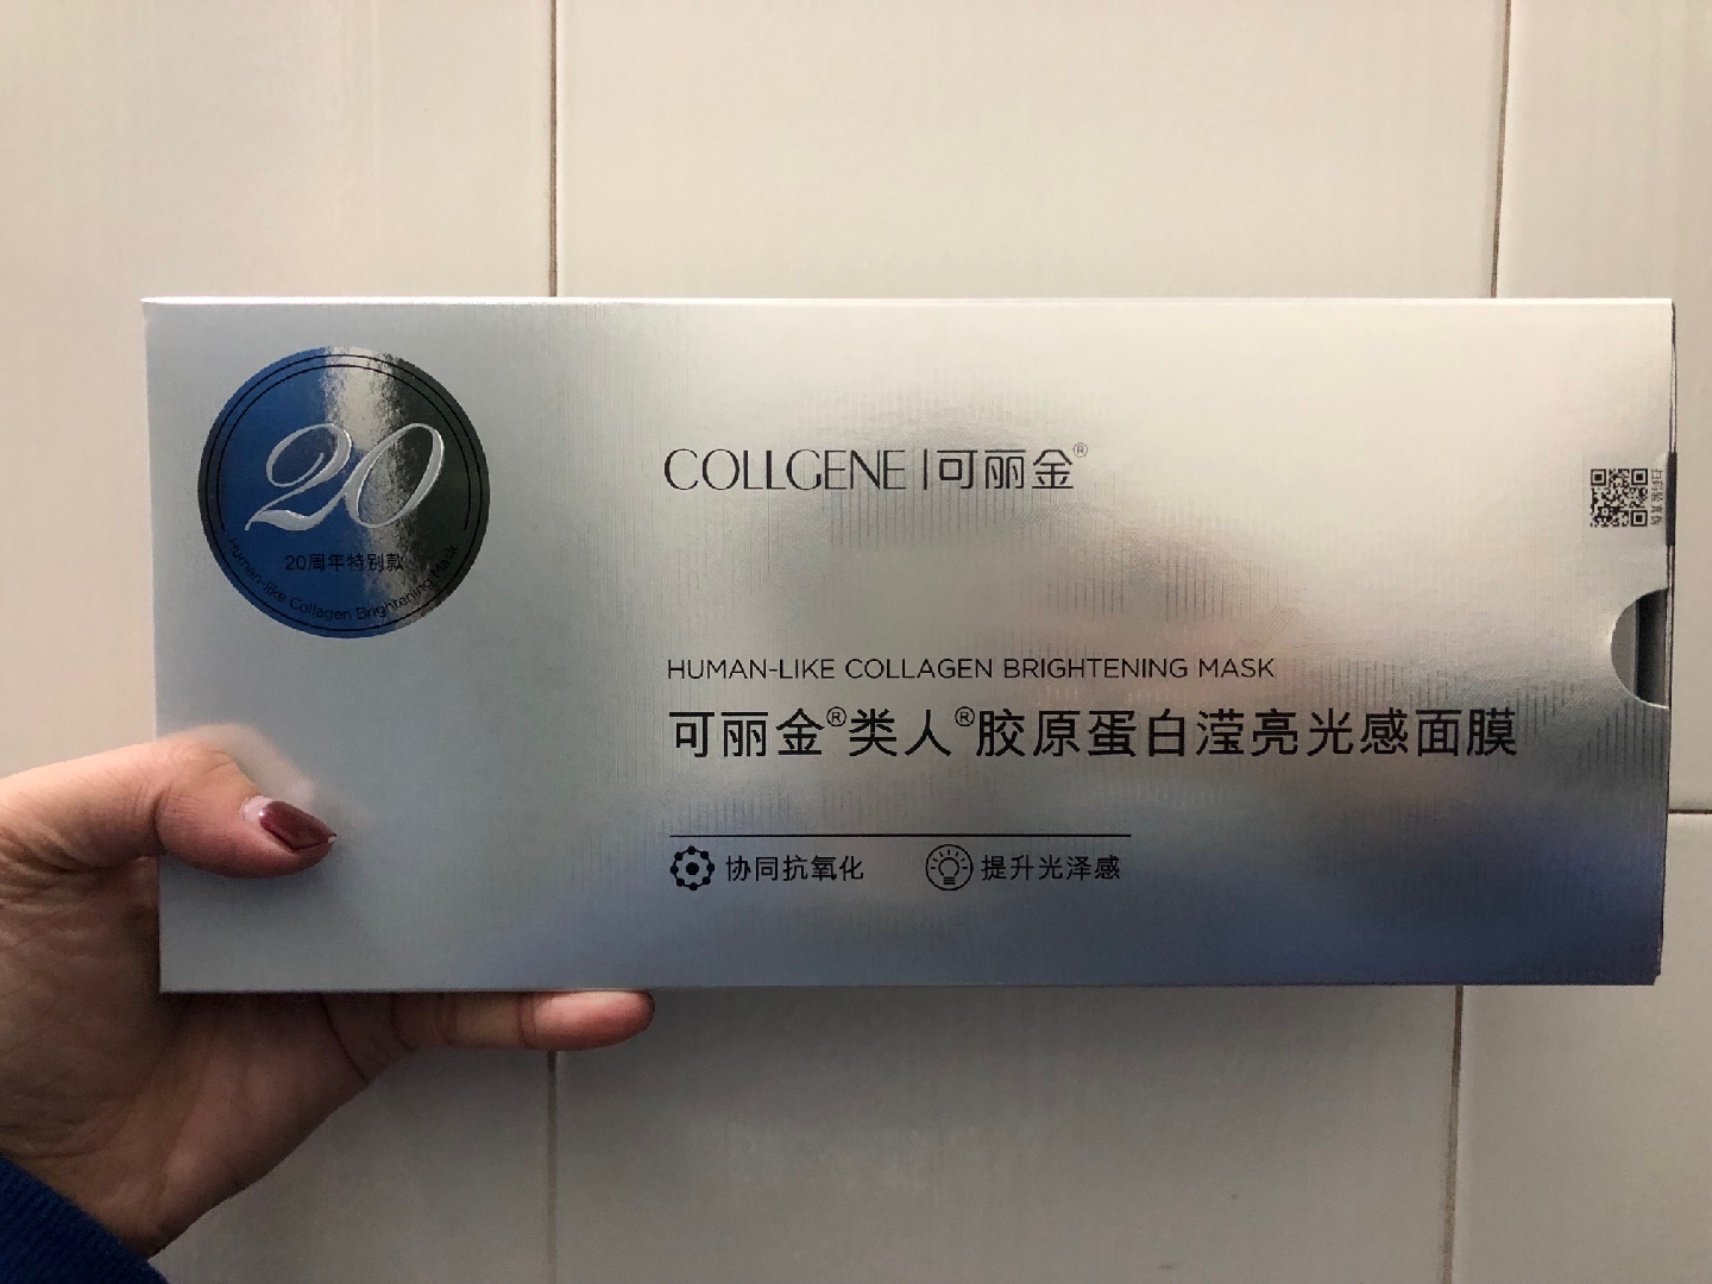 20
20周年特别款
Human-like Collagen Brightening Mask
COLLGENE|可丽金®
HUMAN-LIKE COLLAGEN BRIGHTENING MASK
可丽金®类人®胶原蛋白滢亮光感面膜
协同抗氧化
提升光泽感